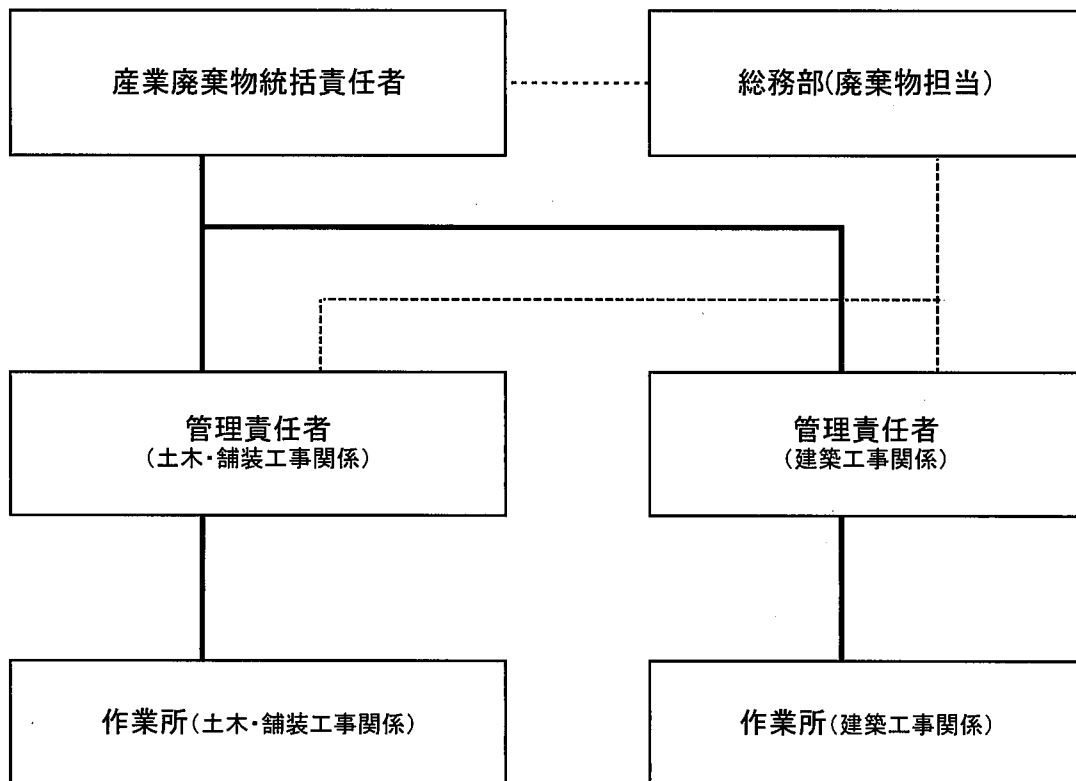 産業廃棄物統括責任者
総務部(廃棄物担当)
管理責任者
(土木・舗装工事関係)
管理責任者
(建築工事関係)
作業所(土木・舗装工事関係)
作業所(建築工事関係)